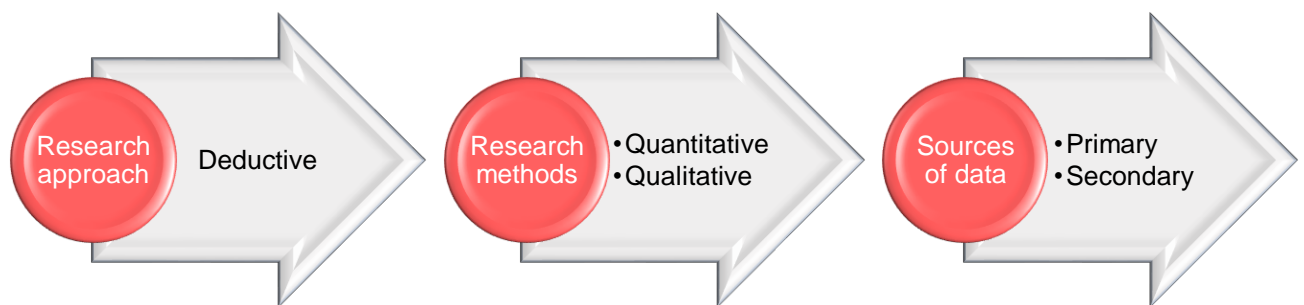 Research
approach
Deductive
Research
methods
•Quantitative
•Qualitative
Sources
of data
•Primary
•Secondary